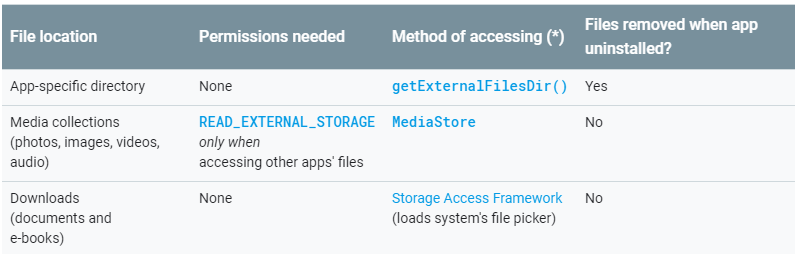 File location Permissions needed Method of accessing (*) Files removed when app
uninstalled?
App-specific directory None getExternalFilesDir() Yes
Media collections READ_EXTERNAL_STORAGE MediaStore No
(photos, images, videos, only when
audio) accessing other apps' files
Downloads None Storage Access Framework No
(documents and (loads system's file picker)
e-books)